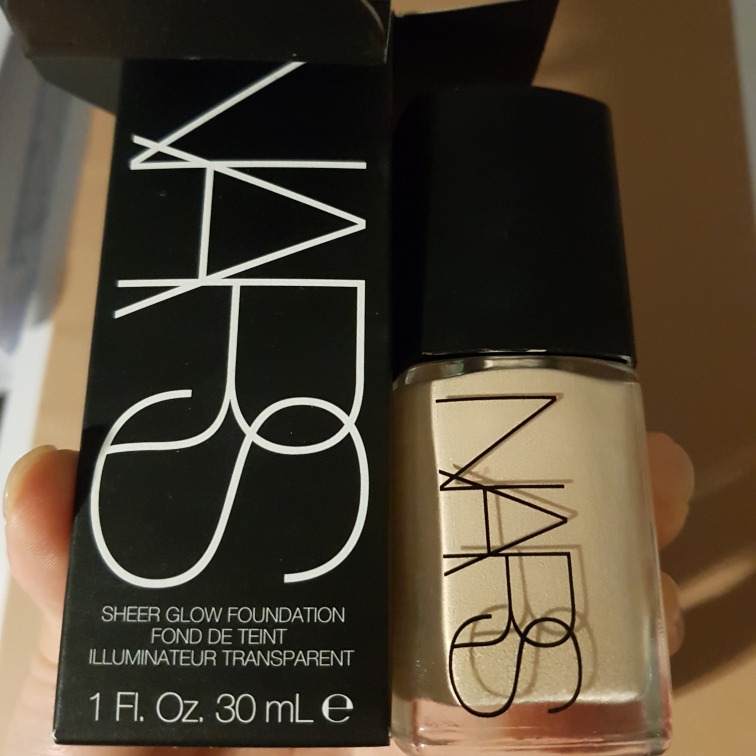 NARS
SHEER GLOW FOUNDATION
FOND DE TEINT
ILLUMINATEUR TRANSPARENT
1 Fl. Oz. 30 mL ℮
NARS